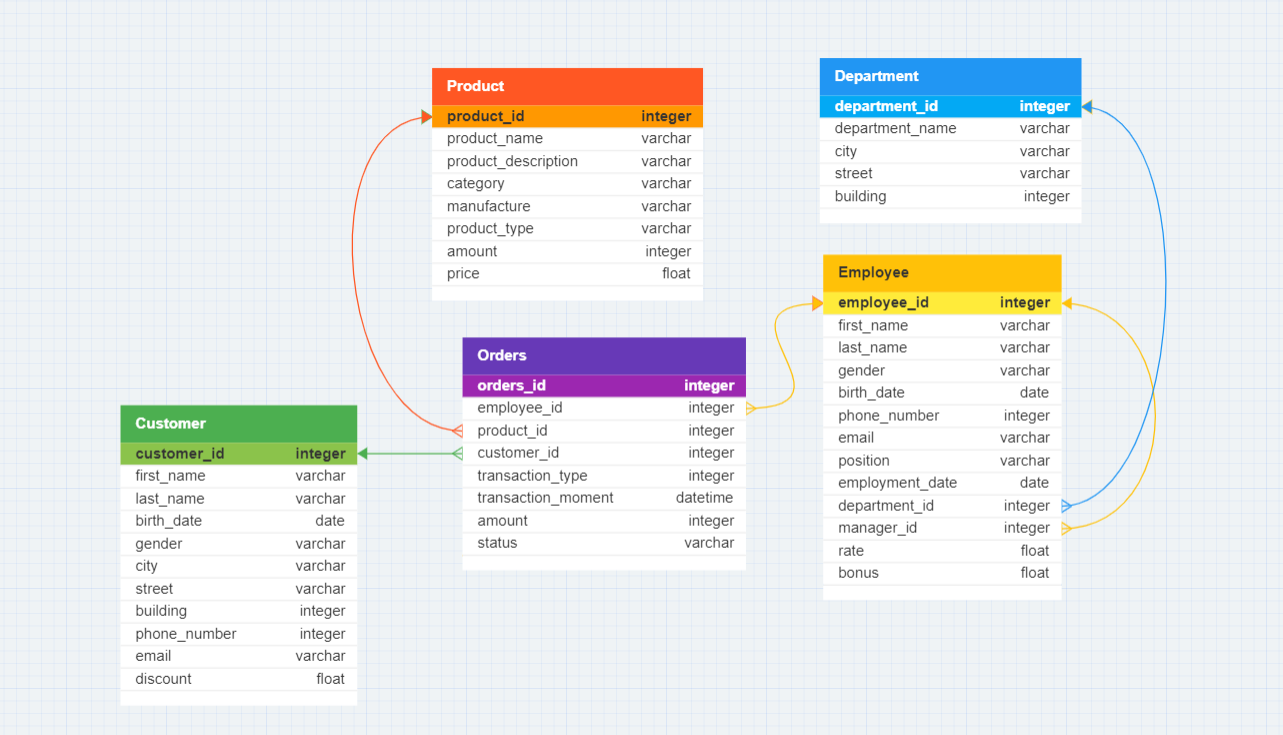 Product
product_id integer
product_name varchar
product_description varchar
category varchar
manufacture varchar
product_type varchar
amount integer
price float
Department
department_id integer
department_name varchar
city varchar
street varchar
building integer
Employee
employee_id integer
first_name varchar
last_name varchar
gender varchar
birth_date date
phone_number integer
email varchar
position varchar
employment_date date
department_id integer
manager_id integer
rate float
bonus float
Orders
orders_id integer
employee_id integer
product_id integer
customer_id integer
transaction_type integer
transaction_moment datetime
amount integer
status varchar
Customer
customer_id integer
first_name varchar
last_name varchar
birth_date date
gender varchar
city varchar
street varchar
building integer
phone_number integer
email varchar
discount float